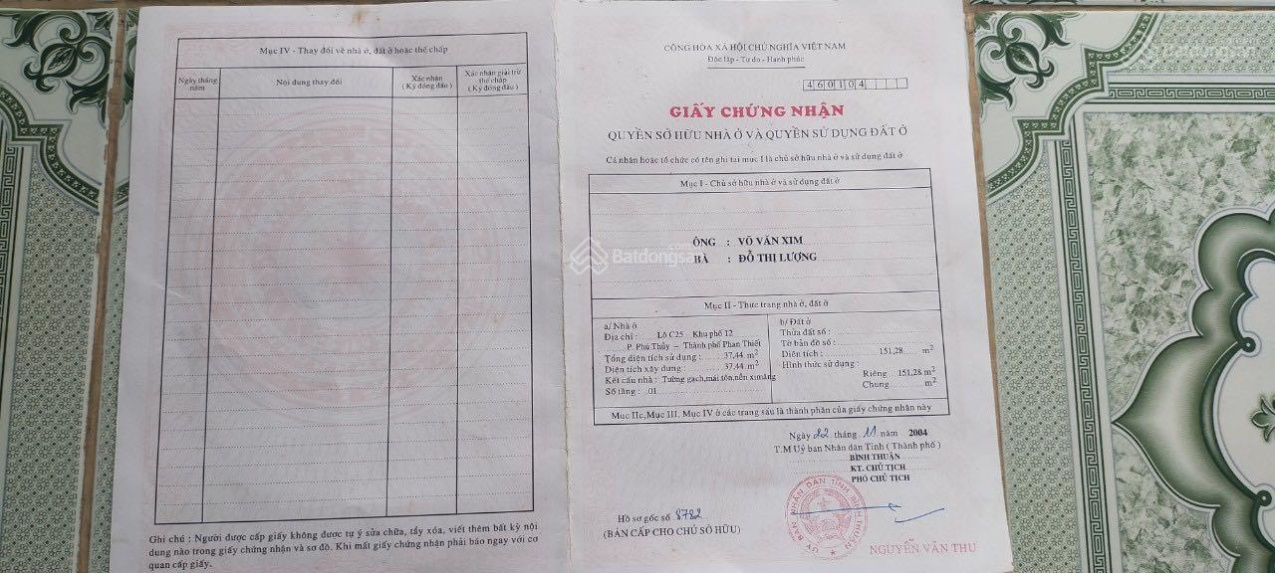 Mục IV - Thay đổi về nhà ở, đất ở hoặc thế chấp
Ngày tháng năm
Nội dung thay đổi
Xác nhận (Ký đóng dấu)
Xác nhận giải trừ thế chấp (Ký đóng dấu)
Ghi chú : Người được cấp giấy không được tự ý sửa chữa, tẩy xóa, viết thêm bất kỳ nội
dung nào trong giấy chứng nhận và sơ đồ. Khi mất giấy chứng nhận phải báo ngay với cơ
quan cấp giấy.
CỘNG HÒA XÃ HỘI CHỦ NGHĨA VIỆT NAM
Độc lập - Tự do - Hạnh phúc
460104
GIẤY CHỨNG NHẬN
QUYỀN SỞ HỮU NHÀ Ở VÀ QUYỀN SỬ DỤNG ĐẤT Ở
Cá nhân hoặc tổ chức có tên ghi tại mục I là chủ sở hữu nhà ở và sử dụng đất ở
Mục I - Chủ sở hữu nhà ở và sử dụng đất ở
ÔNG : VÕ VĂN XIM
BÀ : ĐỖ THỊ LƯỢNG
Batdongsan
Mục II - Thực trạng nhà ở, đất ở
a/ Nhà ở
Địa chỉ : Lô C25 - Khu phố 12
P. Phú Thủy - Thành phố Phan Thiết
Tổng diện tích sử dụng : 37,44 m²
Diện tích xây dựng : 37,44 m²
Kết cấu nhà : Tường gạch,mái tôn,nền ximăng
Số tầng : 01
b/ Đất ở
Thửa đất số :
Tờ bản đồ số :
Diện tích : 151,28 m²
Hình thức sử dụng :
Riêng 151,28 m²
Chung m²
Mục IIc,Mục III, Mục IV ở các trang sau là thành phần của giấy chứng nhận này
Ngày 22 tháng 11 năm 2004
T.M Uỷ ban Nhân dân Tỉnh ( Thành phố )
BÌNH THUẬN
KT. CHỦ TỊCH
PHÓ CHỦ TỊCH
ỦY BAN NHÂN DÂN TỈNH BÌNH THUẬN
Hồ sơ gốc số 8782
(BẢN CẤP CHO CHỦ SỞ HỮU)
NGUYỄN VĂN THU